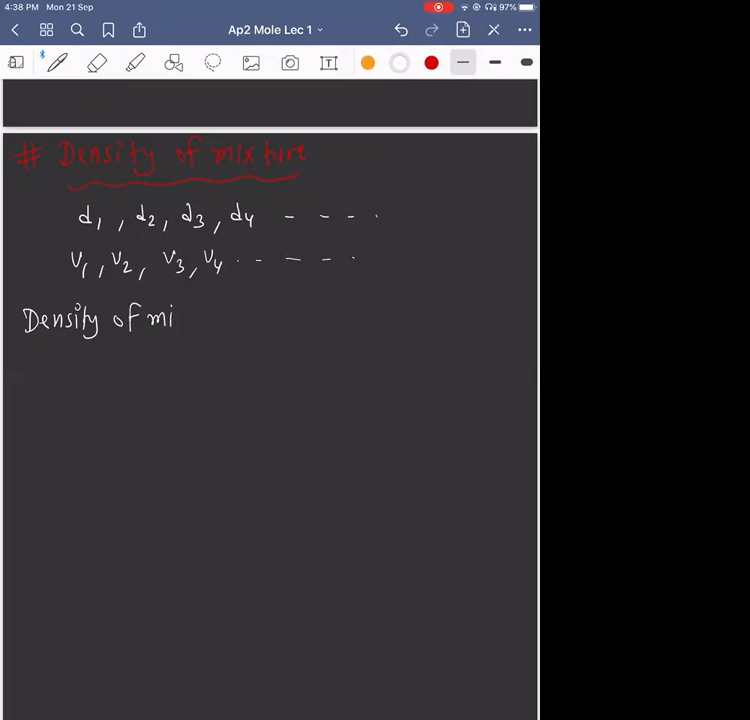 4:38 PM Mon 21 Sep 97%
Ap2 Mole Lec 1
T
# Density of mixture
d1, d2, d3, d4 - - - .
V1, V2, V3, V4 . - - - .
Density of mi